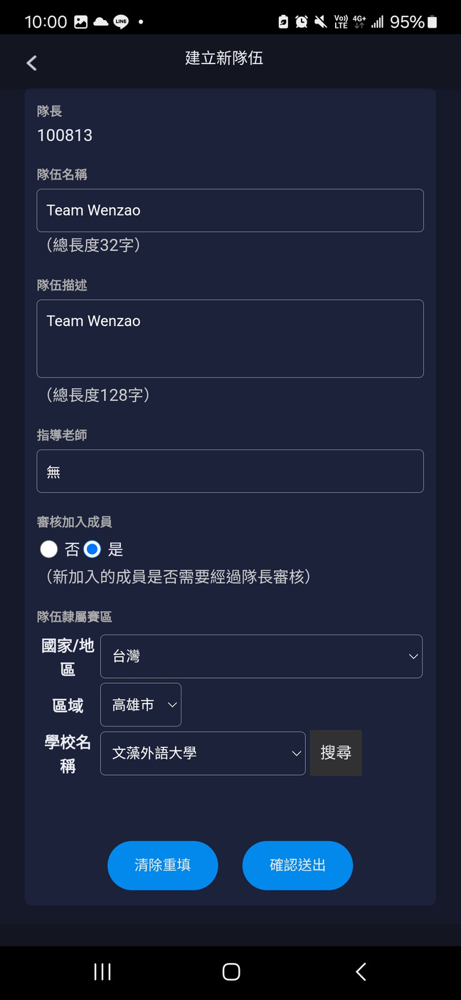 10:00 LINE Vo)) LTE 4G+ 95%
建立新隊伍
隊長
100813
隊伍名稱
Team Wenzao
（總長度32字）
隊伍描述
Team Wenzao
（總長度128字）
指導老師
無
審核加入成員
否 是
（新加入的成員是否需要經過隊長審核）
隊伍隸屬賽區
國家/地
區
台灣
區域
高雄市
學校名
稱
文藻外語大學
搜尋
清除重填
確認送出